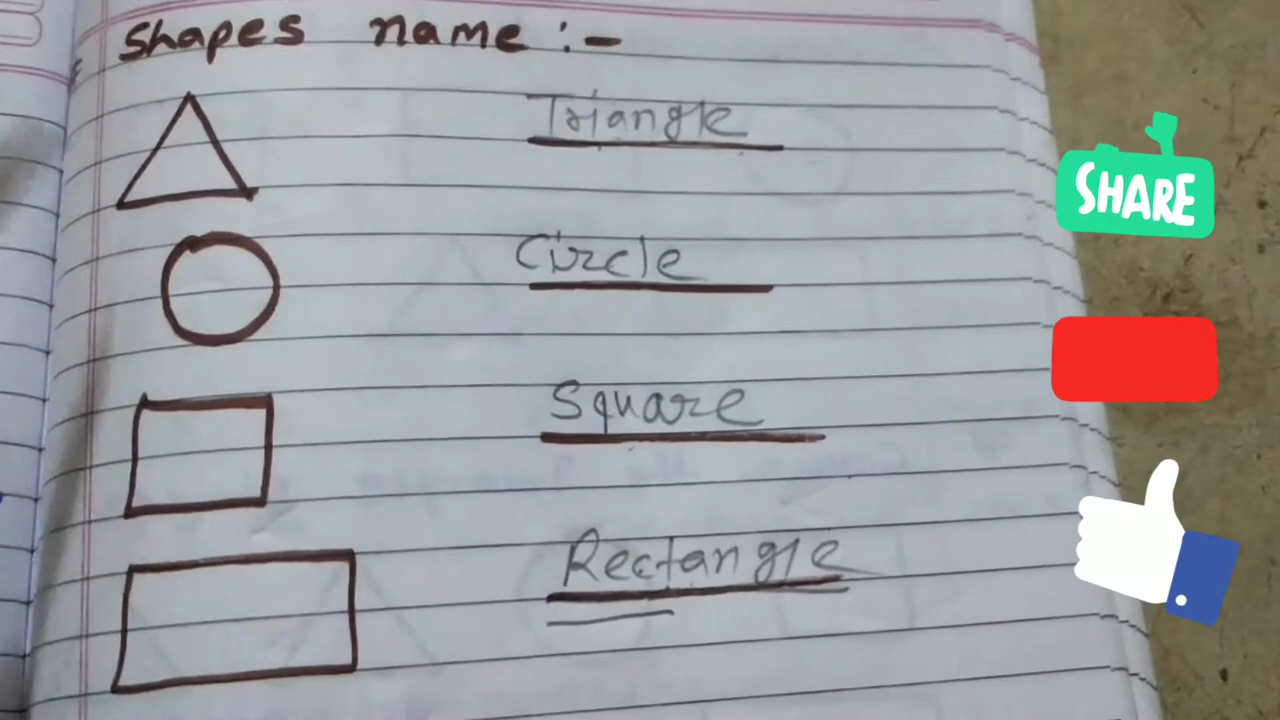 shapes name :-
Triangle
Circle
Square
Rectangle
SHARE